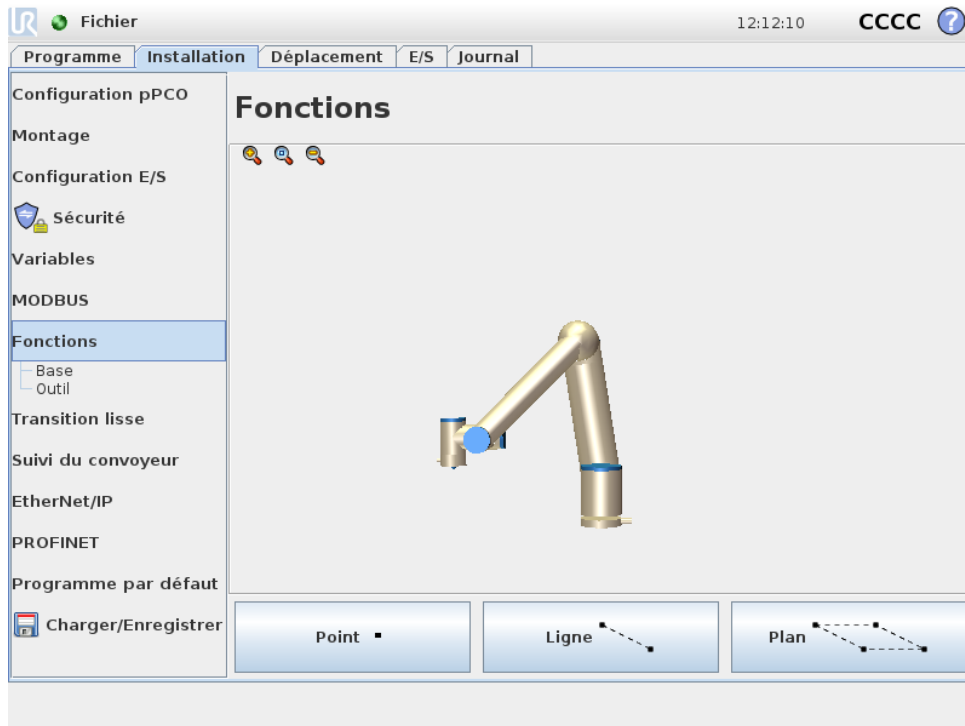 UR Fichier 12:12:10 CCCC ?
Programme Installation Déplacement E/S Journal
Configuration pPCO
Montage
Configuration E/S
Sécurité
Variables
MODBUS
Fonctions
Base
Outil
Transition lisse
Suivi du convoyeur
EtherNet/IP
PROFINET
Programme par défaut
Charger/Enregistrer
Fonctions
Point
Ligne
Plan